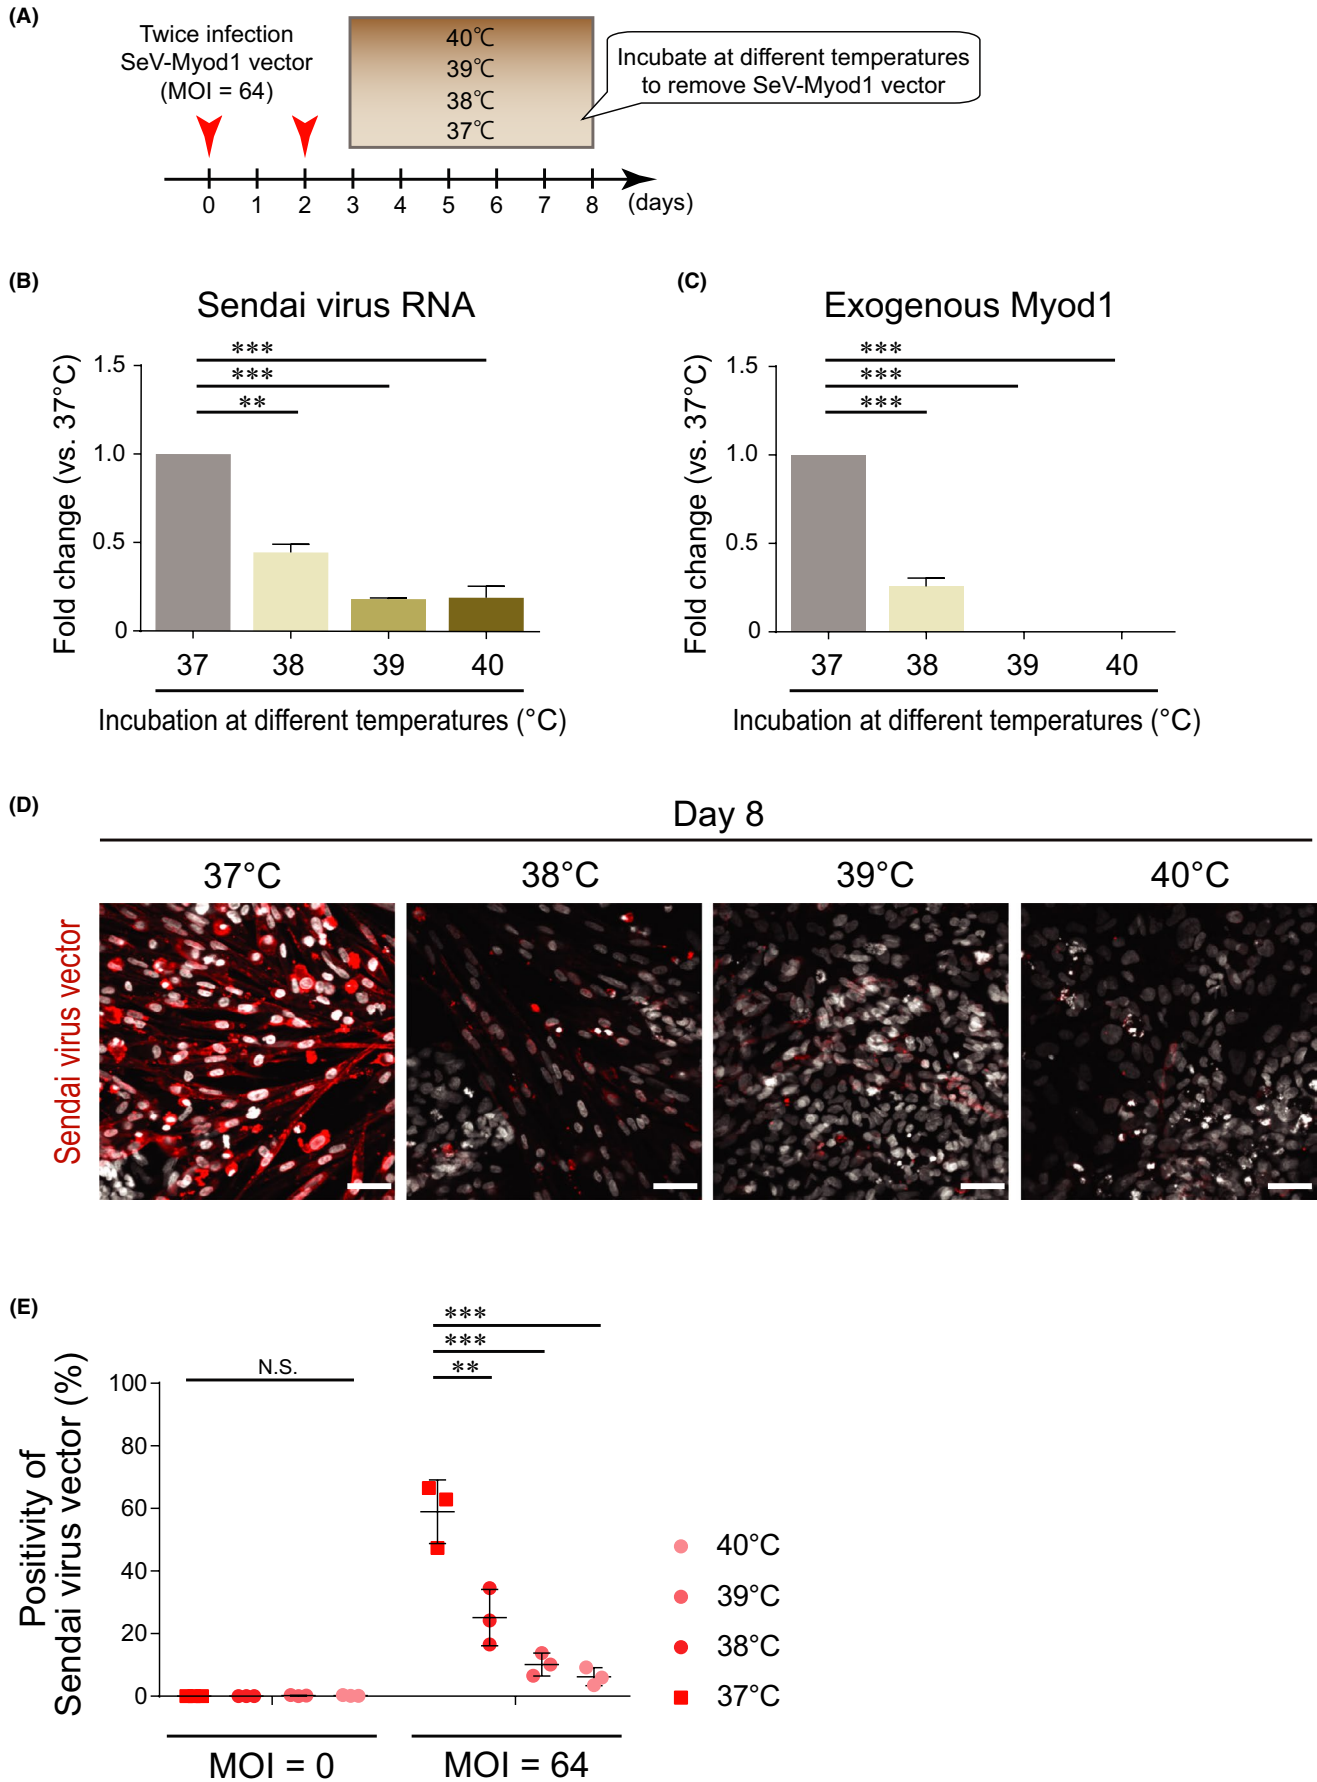 (A)
Twice infection
SeV-Myod1 vector
(MOI = 64)
40℃
39℃
38℃
37℃
Incubate at different temperatures
to remove SeV-Myod1 vector
0 1 2 3 4 5 6 7 8 (days)
(B)
Sendai virus RNA
Fold change (vs. 37°C)
1.5
1.0
0.5
0
***
***
**
37 38 39 40
Incubation at different temperatures (°C)
(C)
Exogenous Myod1
Fold change (vs. 37°C)
1.5
1.0
0.5
0
***
***
***
37 38 39 40
Incubation at different temperatures (°C)
(D)
Day 8
37°C 38°C 39°C 40°C
Sendai virus vector
(E)
Positivity of
Sendai virus vector (%)
100
80
60
40
20
0
N.S.
***
***
**
MOI = 0
MOI = 64
40°C
39°C
38°C
37°C